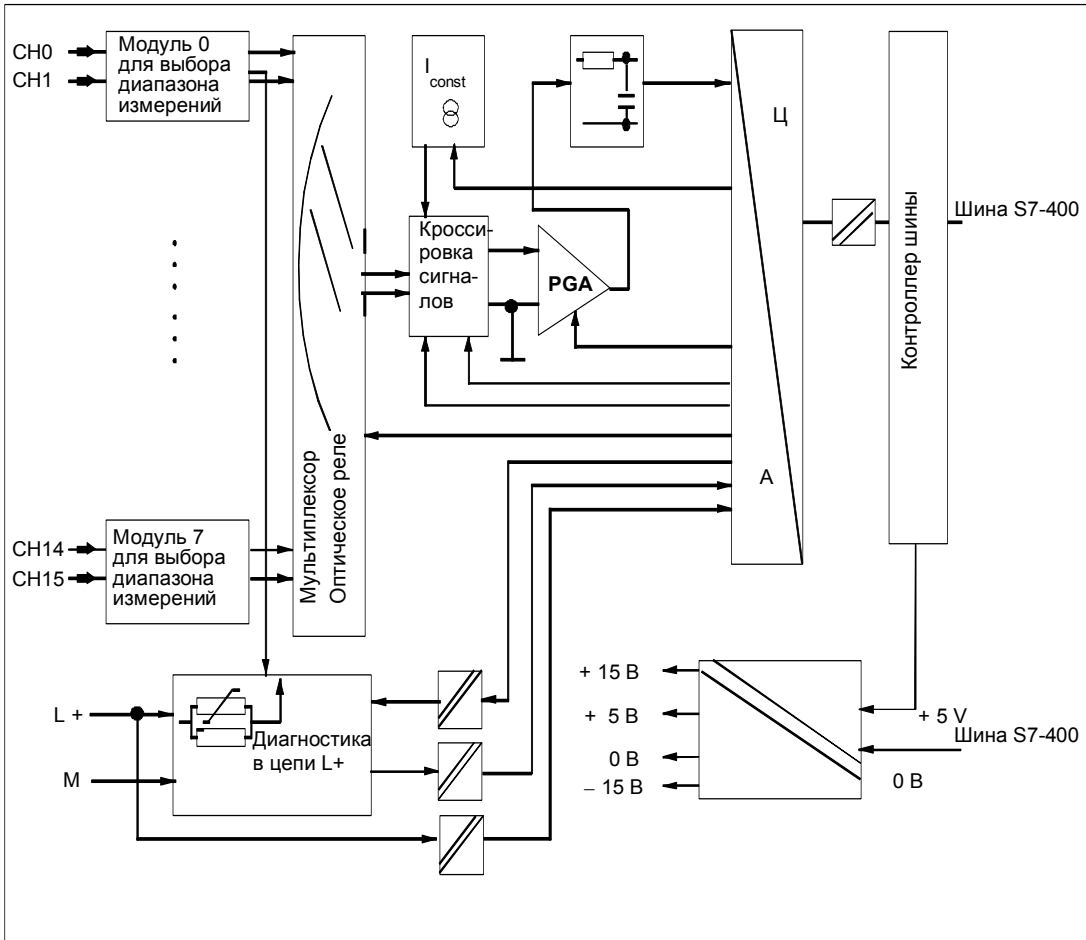 CH0
CH1
Модуль 0
для выбора
диапазона
измерений
I const
Ц
Кросси-
ровка
сигна-
лов
PGA
Контроллер шины
Шина S7-400
А
Мультиплексор
Оптическое реле
CH14
CH15
Модуль 7
для выбора
диапазона
измерений
L +
M
Диагностика
в цепи L+
+ 15 В
+ 5 В
0 В
– 15 В
+ 5 V
Шина S7-400
0 В